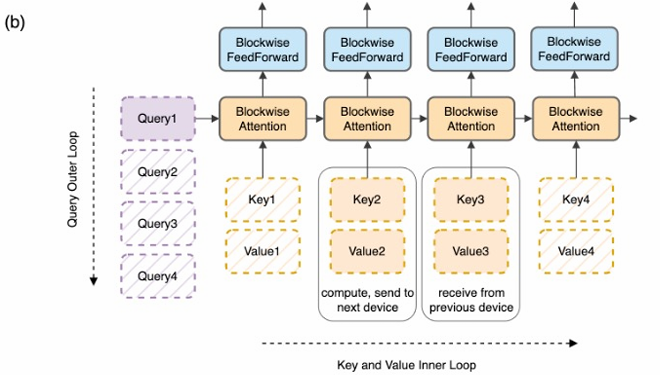 (b)
Blockwise
FeedForward
Blockwise
FeedForward
Blockwise
FeedForward
Blockwise
FeedForward
Query Outer Loop
Query1
Query2
Query3
Query4
Blockwise
Attention
Blockwise
Attention
Blockwise
Attention
Blockwise
Attention
Key1
Value1
Key2
Value2
compute, send to
next device
Key3
Value3
receive from
previous device
Key4
Value4
Key and Value Inner Loop